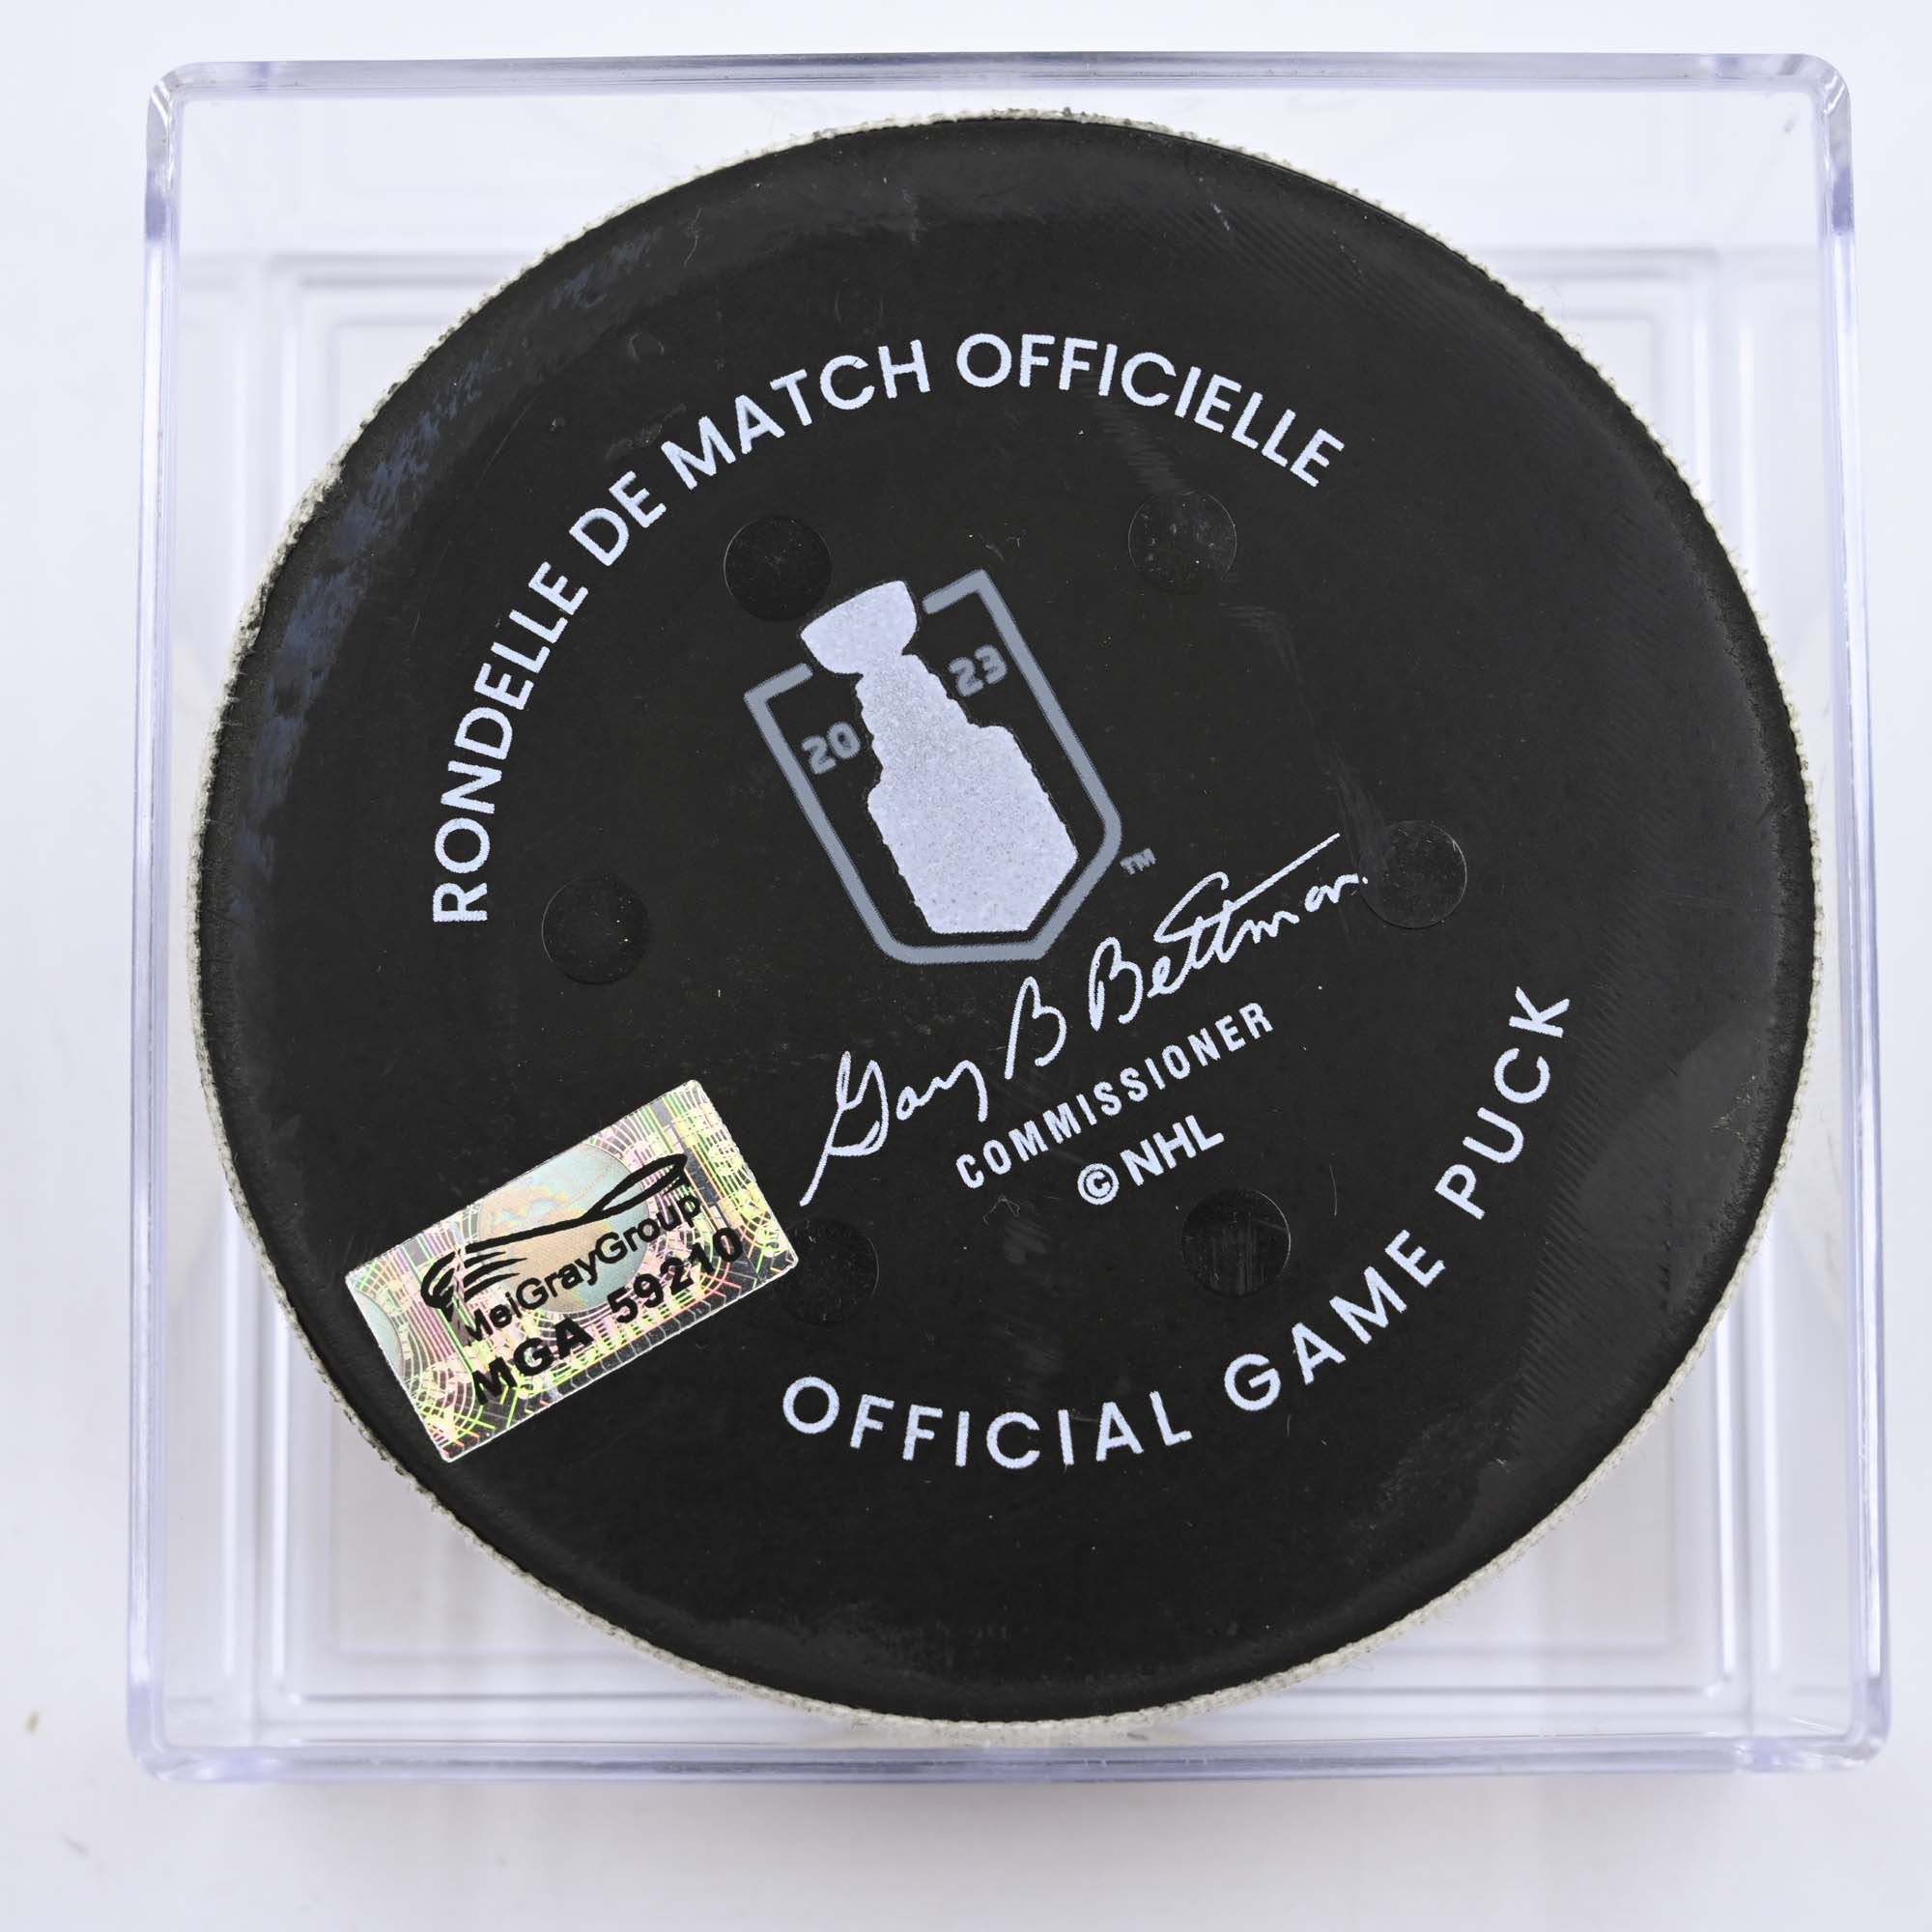 RONDELLE DE MATCH OFFICIELLE
20 23
TM
Gary B Bettman
COMMISSIONER
©NHL
MeiGrayGroup
MGA 59210
OFFICIAL GAME PUCK